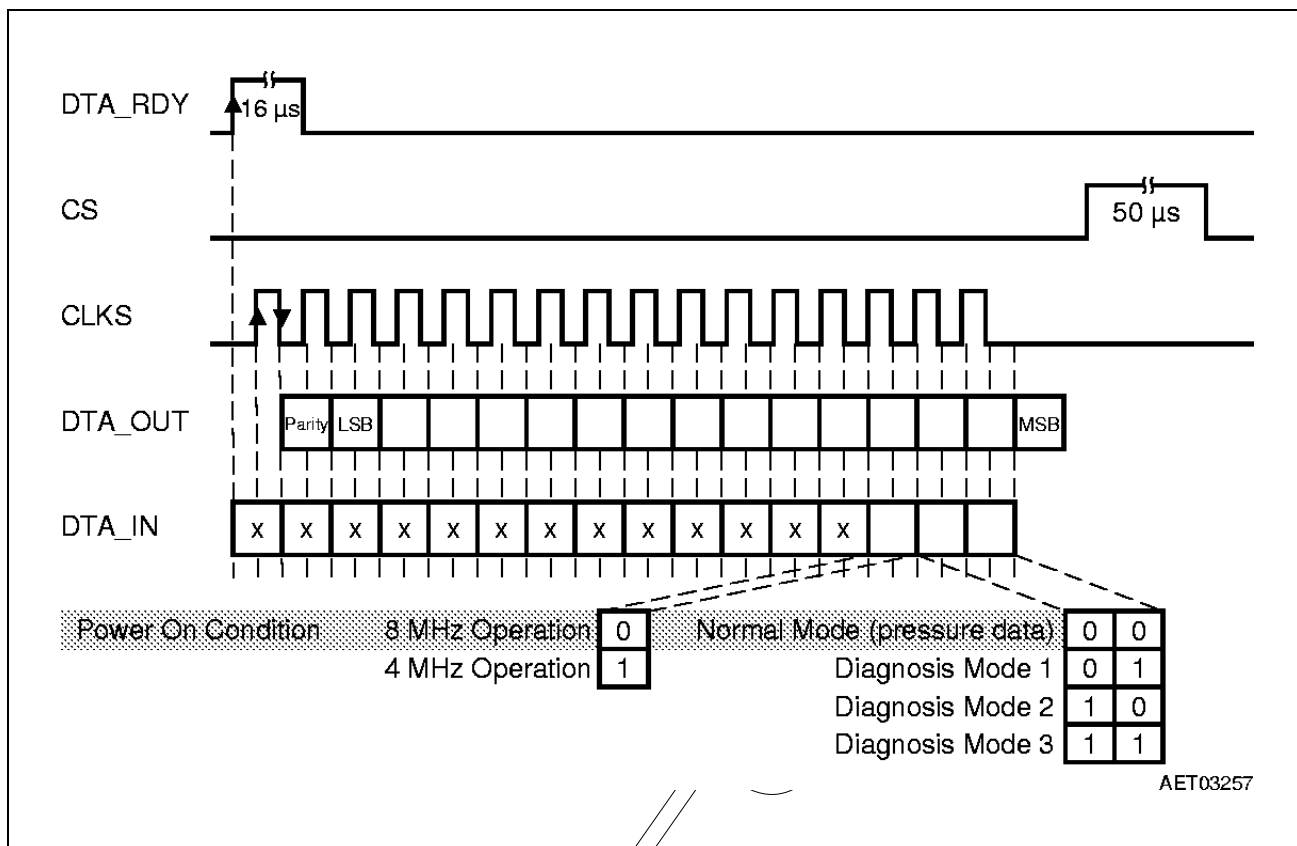 DTA_RDY
16 µs
CS
50 µs
CLKS
DTA_OUT
Parity LSB MSB
DTA_IN
x x x x x x x x x x x x x
Power On Condition 8 MHz Operation 0 Normal Mode (pressure data) 0 0
4 MHz Operation 1 Diagnosis Mode 1 0 1
Diagnosis Mode 2 1 0
Diagnosis Mode 3 1 1
AET03257